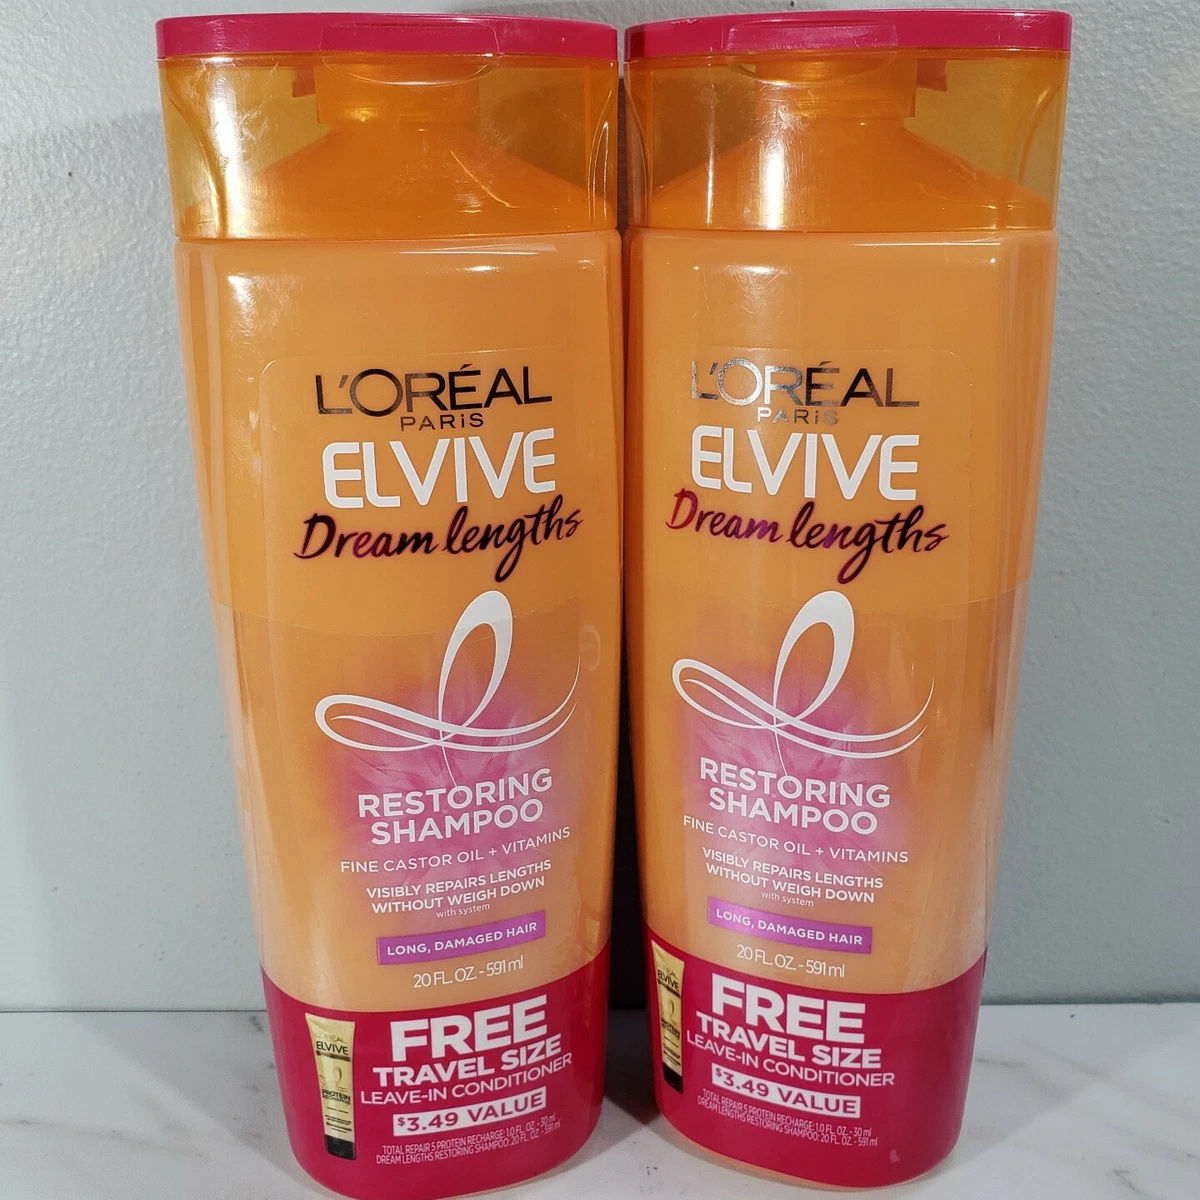 L'ORÉAL
PARIS
ELVIVE
Dream lengths
RESTORING
SHAMPOO
FINE CASTOR OIL + VITAMINS
VISIBLY REPAIRS LENGTHS
WITHOUT WEIGH DOWN
with system
LONG, DAMAGED HAIR
20 FL. OZ. - 591 ml
ELVIVE
PROTEIN
FREE
TRAVEL SIZE
LEAVE-IN CONDITIONER
$3.49 VALUE
TOTAL REPAIR 5 PROTEIN RECHARGE: 1.0 FL. OZ. - 30 ml
DREAM LENGTHS RESTORING SHAMPOO: 20 FL. OZ. - 591 ml
L'ORÉAL
PARIS
ELVIVE
Dream lengths
RESTORING
SHAMPOO
FINE CASTOR OIL + VITAMINS
VISIBLY REPAIRS LENGTHS
WITHOUT WEIGH DOWN
with system
LONG, DAMAGED HAIR
20 FL. OZ. - 591 ml
ELVIVE
FREE
TRAVEL SIZE
LEAVE-IN CONDITIONER
$3.49 VALUE
TOTAL REPAIR 5 PROTEIN RECHARGE: 1.0 FL. OZ. - 30 ml
DREAM LENGTHS RESTORING SHAMPOO: 20 FL. OZ. - 591 ml